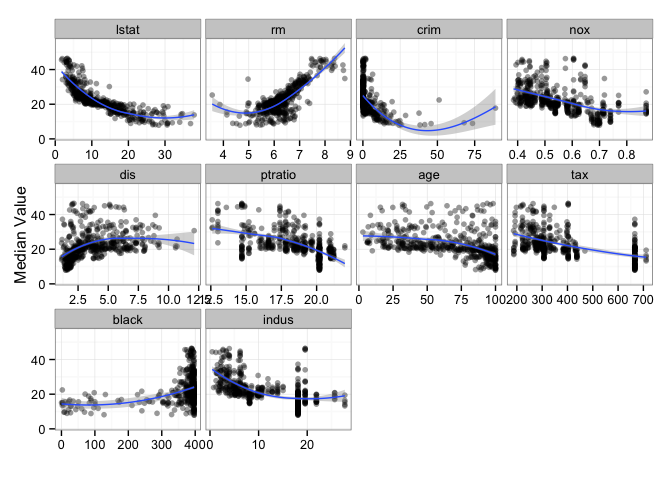 lstat rm crim nox
40
20
0
0 10 20 30 4 5 6 7 8 9 0 25 50 75 0.4 0.5 0.6 0.7 0.8
dis ptratio age tax
Median Value
40
20
0
2.5 5.0 7.5 10.0 12.5 12.5 15.0 17.5 20.0 0 25 50 75 100 200 300 400 500 600 700
black indus
40
20
0
0 100 200 300 400 0 10 20